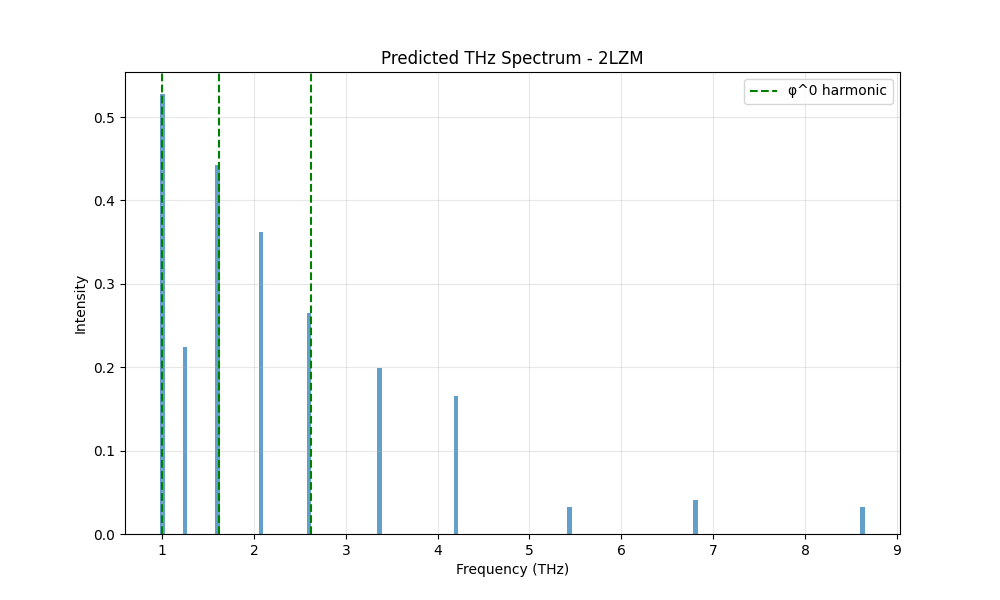 Predicted THz Spectrum - 2LZM
φ^0 harmonic
0.5
0.4
0.3
0.2
0.1
0.0
Intensity
1 2 3 4 5 6 7 8 9
Frequency (THz)